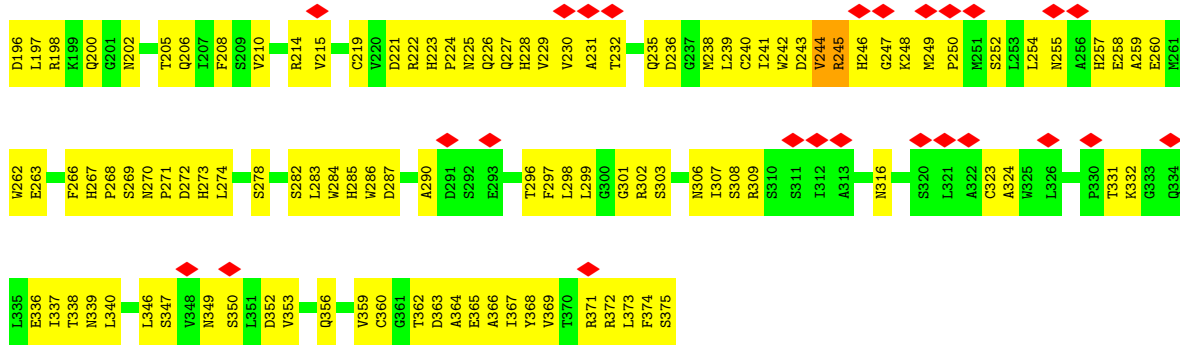 D196 L197 R198 K199 Q200 G201 N202 T205 Q206 I207 F208 S209 V210 R214 V215 C219 V220 D221 R222 H223 P224 N225 Q226 Q227 H228 V229 V230 A231 T232 Q235 D236 G237 M238 L239 C240 I241 W242 D243 V244 R245 H246 G247 K248 M249 P250 M251 S252 L253 L254 N255 A256 H257 E258 A259 E260 M261
W262 E263 F266 H267 P268 S269 N270 P271 D272 H273 L274 S278 S282 L283 W284 H285 W286 D287 A290 D291 S292 E293 T296 F297 L298 L299 G300 G301 R302 S303 N306 I307 S308 R309 S310 S311 I312 A313 N316 S320 L321 A322 C323 A324 W325 L326 P330 T331 K332 G333 Q334
L335 E336 I337 T338 N339 L340 L346 S347 V348 N349 S350 L351 D352 V353 Q356 V359 C360 G361 T362 D363 A364 E365 A366 I367 Y368 V369 T370 R371 R372 L373 F374 S375